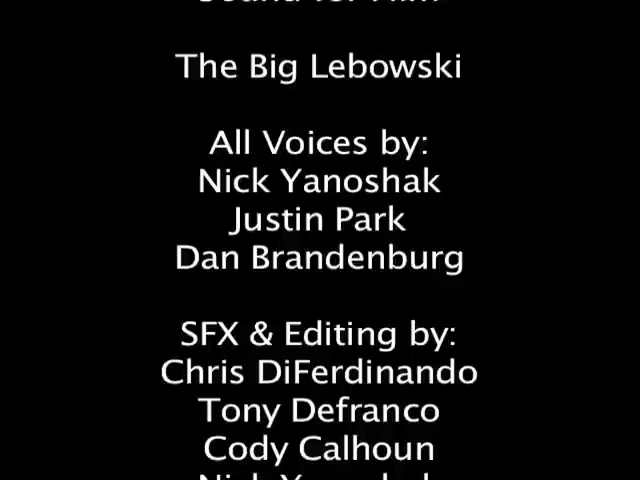 The Big Lebowski
All Voices by:
Nick Yanoshak
Justin Park
Dan Brandenburg
SFX & Editing by:
Chris DiFerdinando
Tony Defranco
Cody Calhoun